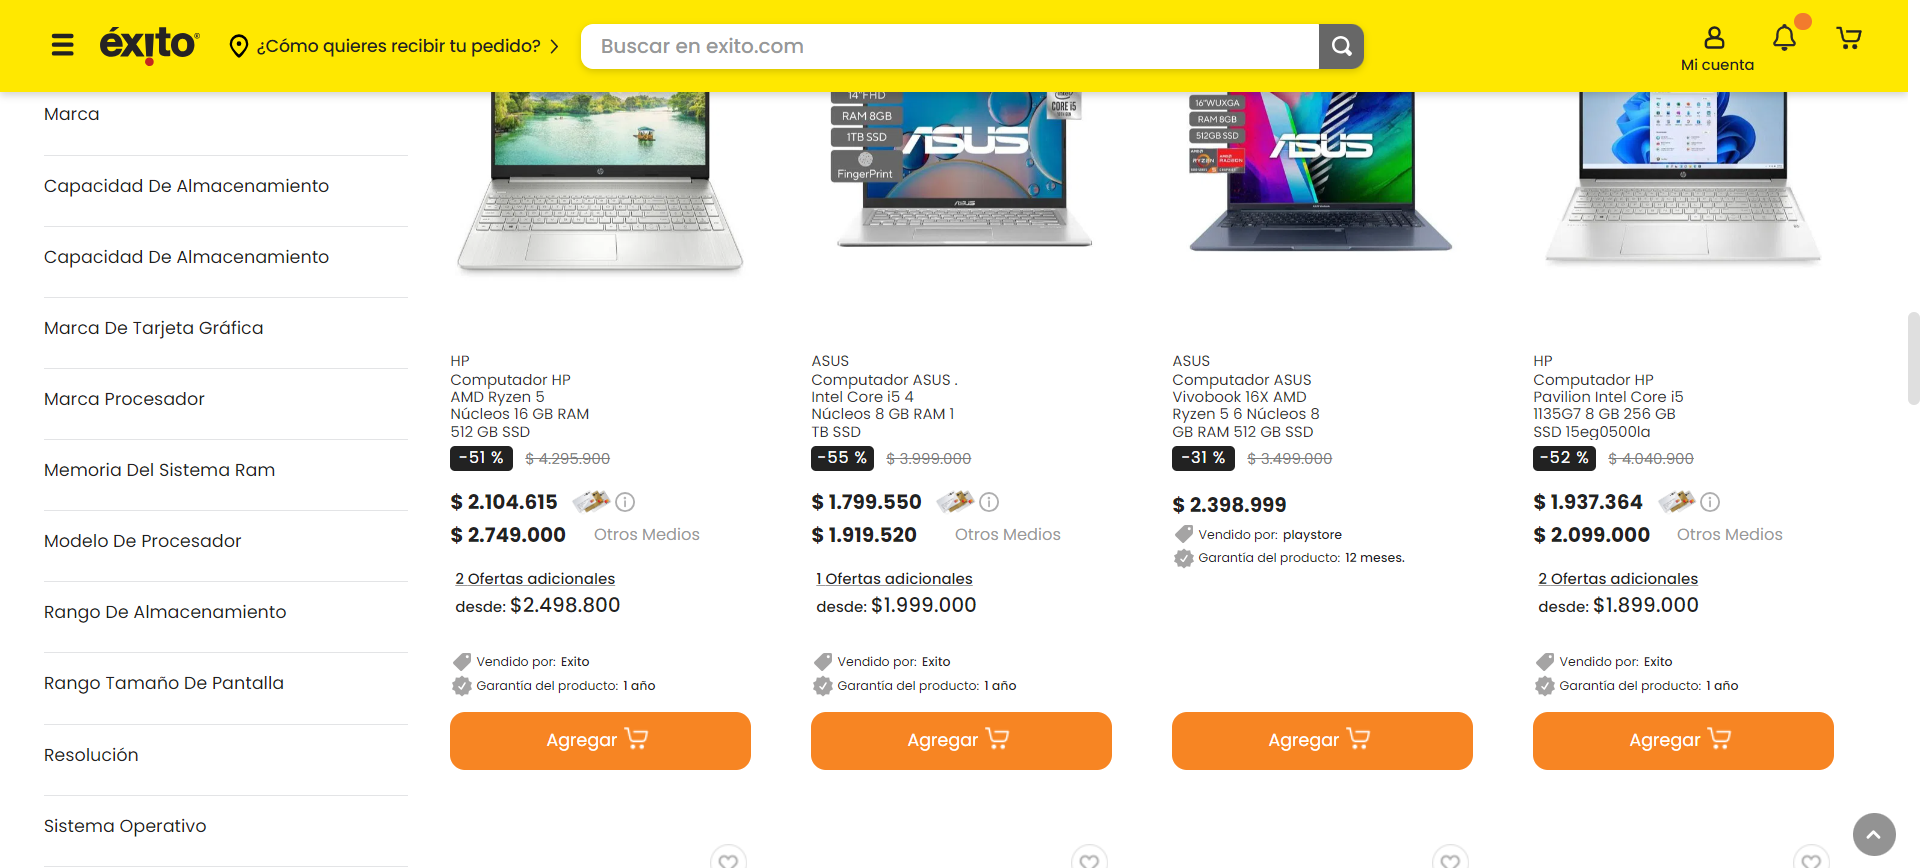 éxito
¿Cómo quieres recibir tu pedido?
Buscar en exito.com
Mi cuenta
Marca
Capacidad De Almacenamiento
Capacidad De Almacenamiento
Marca De Tarjeta Gráfica
Marca Procesador
Memoria Del Sistema Ram
Modelo De Procesador
Rango De Almacenamiento
Rango Tamaño De Pantalla
Resolución
Sistema Operativo
14"FHD
RAM 8GB
1TB SSD
FingerPrint
CORE i5
ASUS
16"WUXGA
RAM 8GB
512GB SSD
RYZEN
RADEON
ASUS
HP
Computador HP
AMD Ryzen 5
Núcleos 16 GB RAM
512 GB SSD
-51 % $ 4.295.900
$ 2.104.615
$ 2.749.000 Otros Medios
2 Ofertas adicionales
desde: $2.498.800
Vendido por: Exito
Garantía del producto: 1 año
Agregar
ASUS
Computador ASUS .
Intel Core i5 4
Núcleos 8 GB RAM 1
TB SSD
-55 % $ 3.999.000
$ 1.799.550
$ 1.919.520 Otros Medios
1 Ofertas adicionales
desde: $1.999.000
Vendido por: Exito
Garantía del producto: 1 año
Agregar
ASUS
Computador ASUS
Vivobook 16X AMD
Ryzen 5 6 Núcleos 8
GB RAM 512 GB SSD
-31 % $ 3.499.000
$ 2.398.999
Vendido por: playstore
Garantía del producto: 12 meses.
Agregar
HP
Computador HP
Pavilion Intel Core i5
1135G7 8 GB 256 GB
SSD 15eg0500la
-52 % $ 4.040.900
$ 1.937.364
$ 2.099.000 Otros Medios
2 Ofertas adicionales
desde: $1.899.000
Vendido por: Exito
Garantía del producto: 1 año
Agregar